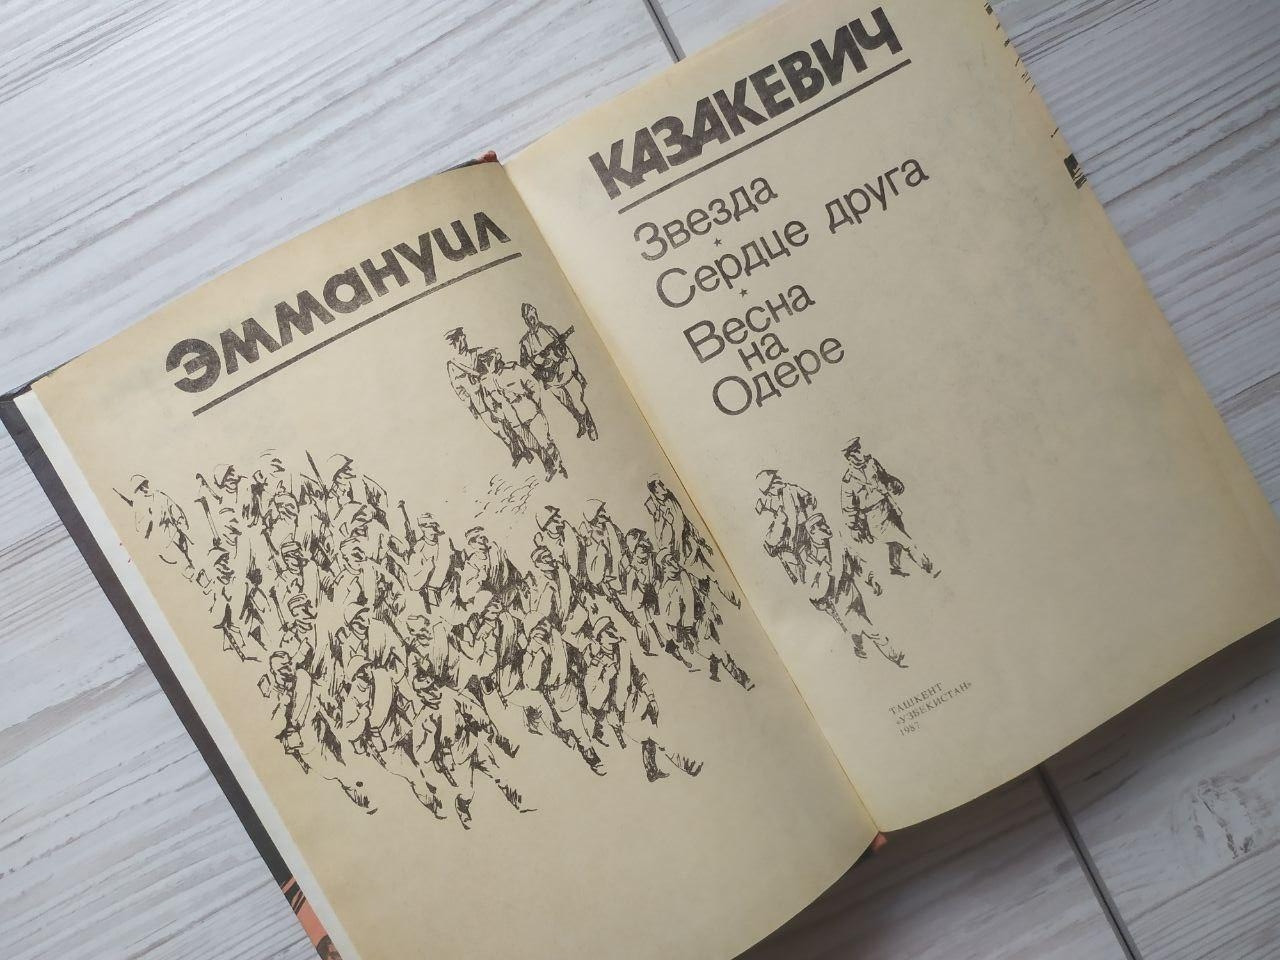 Эммануил
КАЗАКЕВИЧ
Звезда
Сердце друга
Весна
на
Одере
ТАШКЕНТ
«УЗБЕКИСТАН»
1987